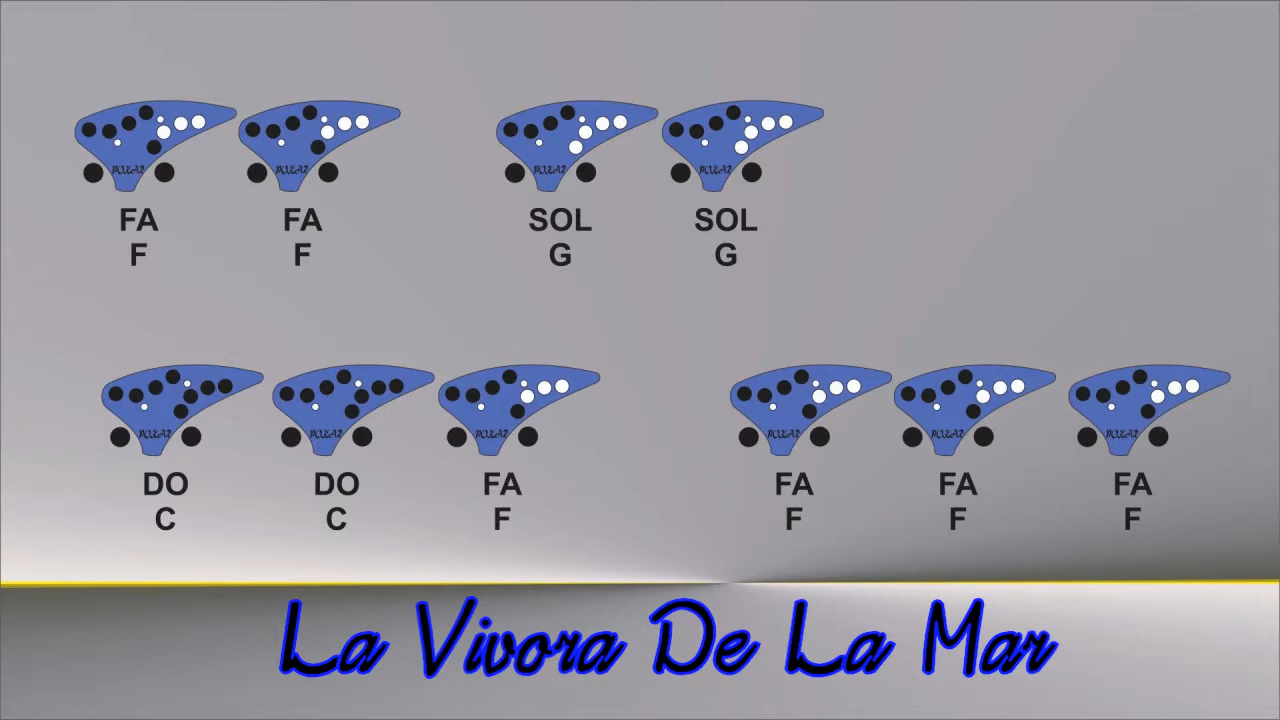 FA FA SOL SOL
F F G G
DO DO FA FA FA FA
C C F F F F
La Vivora De La Mar